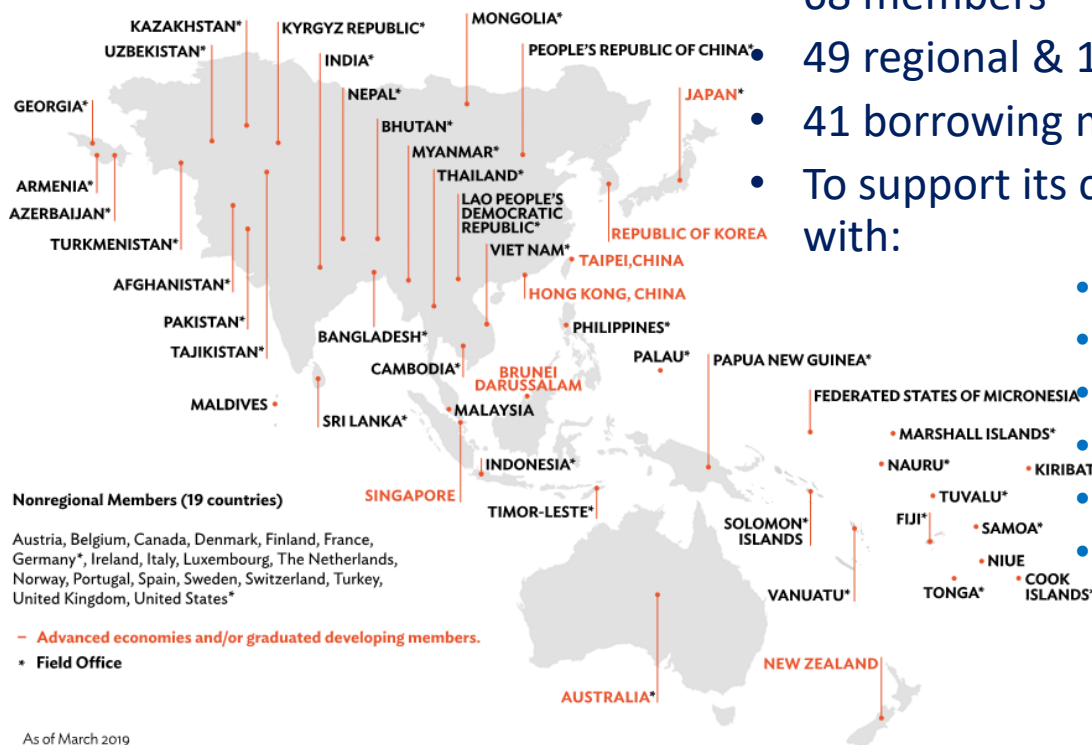 68 members
• 49 regional & 1
• 41 borrowing
• To support its
with:
KAZAKHSTAN*
KYRGYZ REPUBLIC*
MONGOLIA*
UZBEKISTAN*
INDIA*
PEOPLE'S REPUBLIC OF CHINA*
GEORGIA*
NEPAL*
JAPAN*
BHUTAN*
MYANMAR*
THAILAND*
ARMENIA*
LAO PEOPLE'S
DEMOCRATIC
REPUBLIC*
AZERBAIJAN*
REPUBLIC OF KOREA
TURKMENISTAN*
VIET NAM*
TAIPEI,CHINA
AFGHANISTAN*
HONG KONG, CHINA
PAKISTAN*
BANGLADESH*
PHILIPPINES*
TAJIKISTAN*
PALAU*
PAPUA NEW GUINEA*
CAMBODIA*
BRUNEI
DARUSSALAM
FEDERATED STATES OF MICRONESIA
MALDIVES
MALAYSIA
SRI LANKA*
MARSHALL ISLANDS*
INDONESIA*
NAURU*
KIRIBAT
SINGAPORE
TUVALU*
TIMOR-LESTE*
SOLOMON*
ISLANDS
FIJI*
SAMOA*
NIUE
VANUATU*
TONGA*
COOK
ISLANDS*
Nonregional Members (19 countries)
Austria, Belgium, Canada, Denmark, Finland, France,
Germany*, Ireland, Italy, Luxembourg, The Netherlands,
Norway, Portugal, Spain, Sweden, Switzerland, Turkey,
United Kingdom, United States*
– Advanced economies and/or graduated developing members.
* Field Office
NEW ZEALAND
AUSTRALIA*
As of March 2019